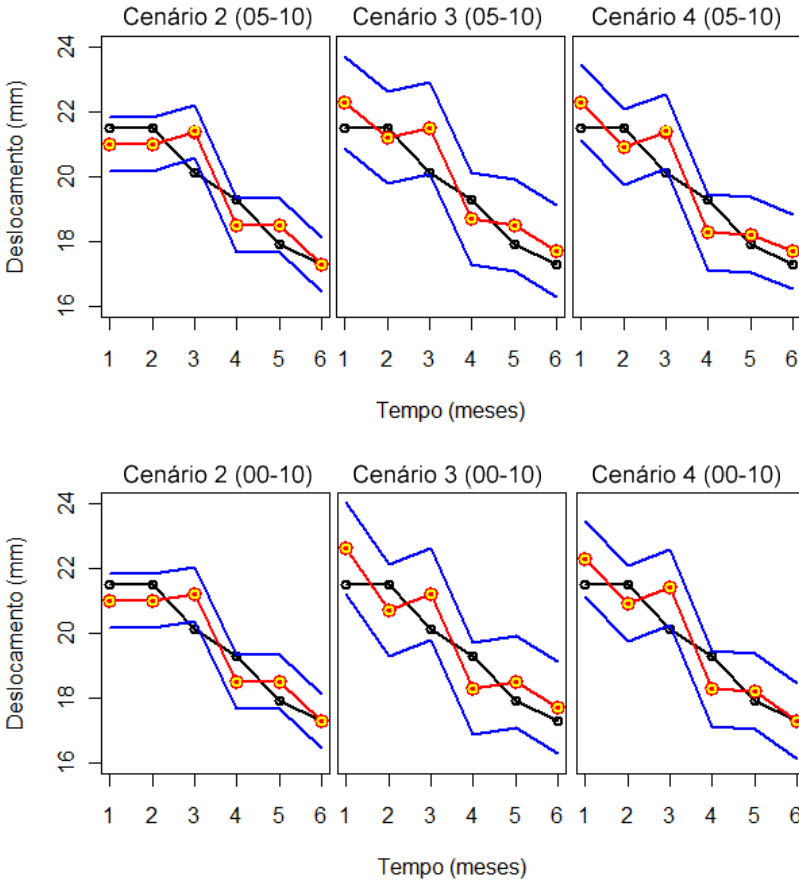 Cenário 2 (05-10) Cenário 3 (05-10) Cenário 4 (05-10)
Deslocamento (mm)
24
22
20
18
16
1 2 3 4 5 6 1 2 3 4 5 6 1 2 3 4 5 6
Tempo (meses)
Cenário 2 (00-10) Cenário 3 (00-10) Cenário 4 (00-10)
Deslocamento (mm)
24
22
20
18
16
1 2 3 4 5 6 1 2 3 4 5 6 1 2 3 4 5 6
Tempo (meses)